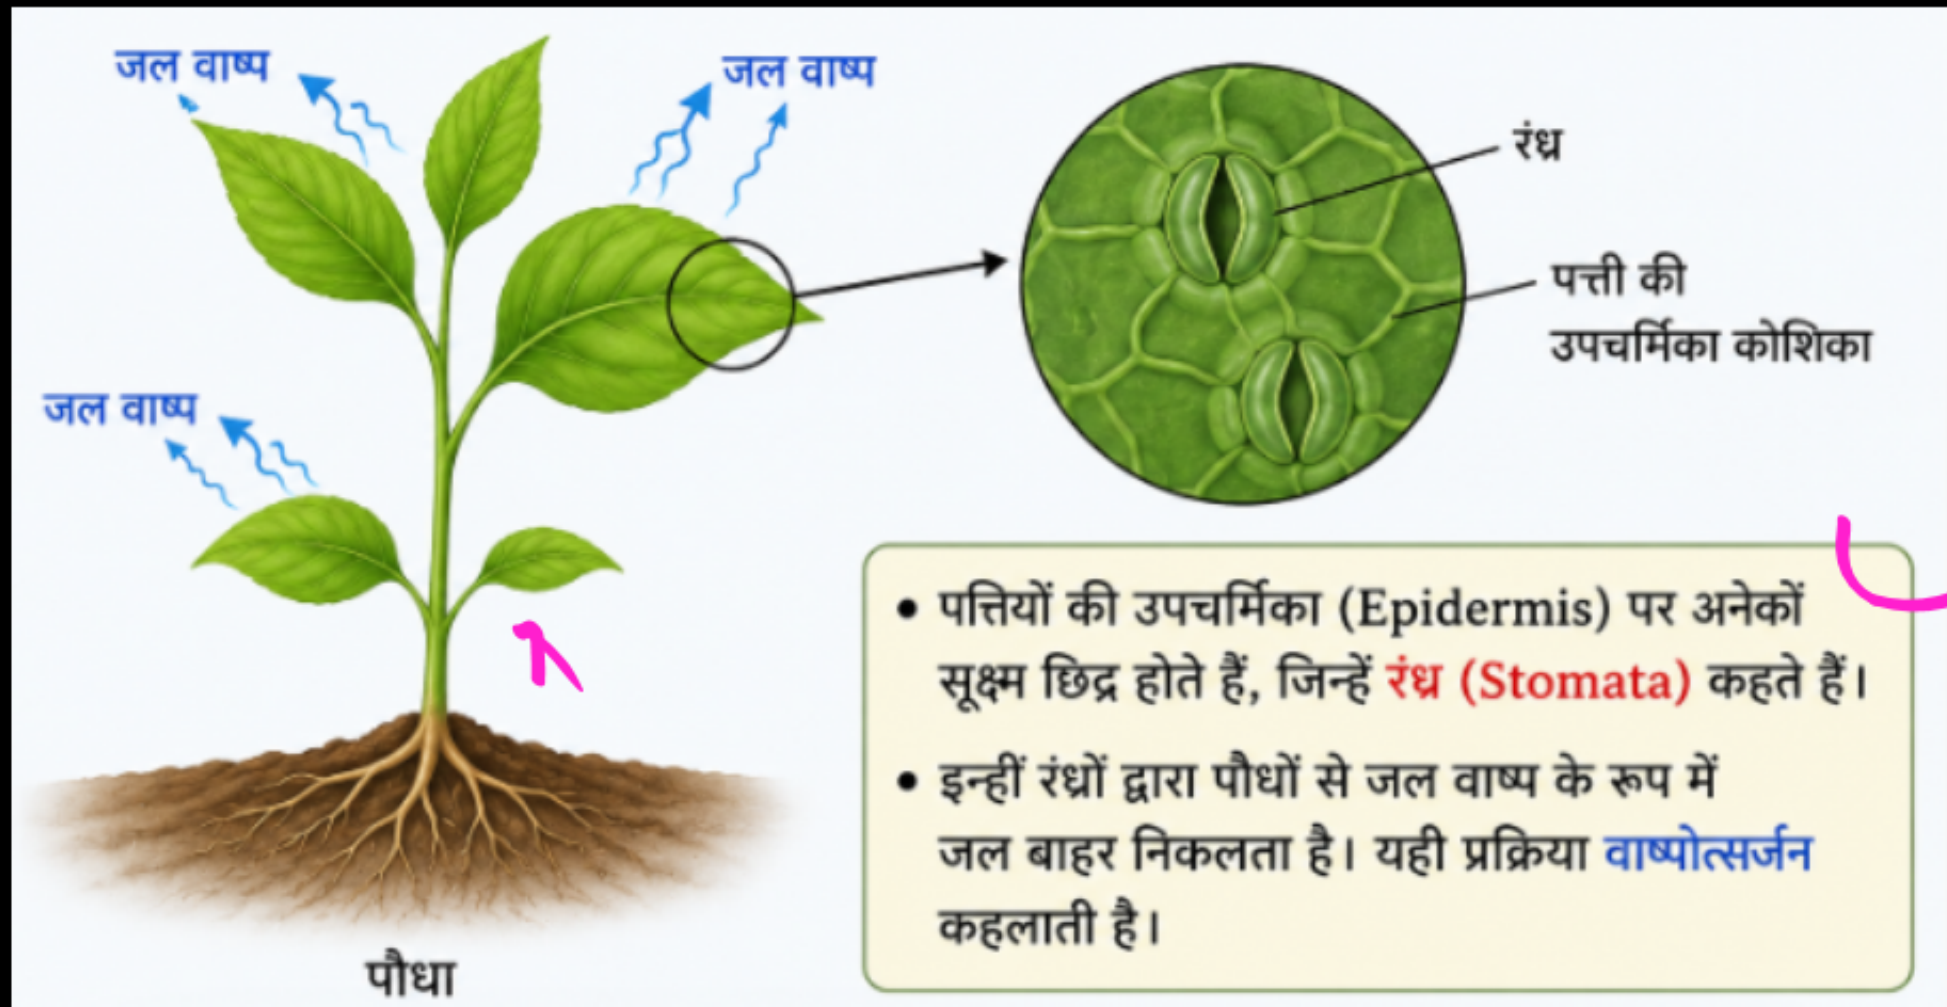 जल वाष्प
जल वाष्प
रंध्र
पत्ती की
उपचर्मिका कोशिका
जल वाष्प
• पत्तियों की उपचर्मिका (Epidermis) पर अनेकों
सूक्ष्म छिद्र होते हैं, जिन्हें रंध्र (Stomata) कहते हैं।
• इन्हीं रंध्रों द्वारा पौधों से जल वाष्प के रूप में
जल बाहर निकलता है। यही प्रक्रिया वाष्पोत्सर्जन
कहलाती है।
पौधा